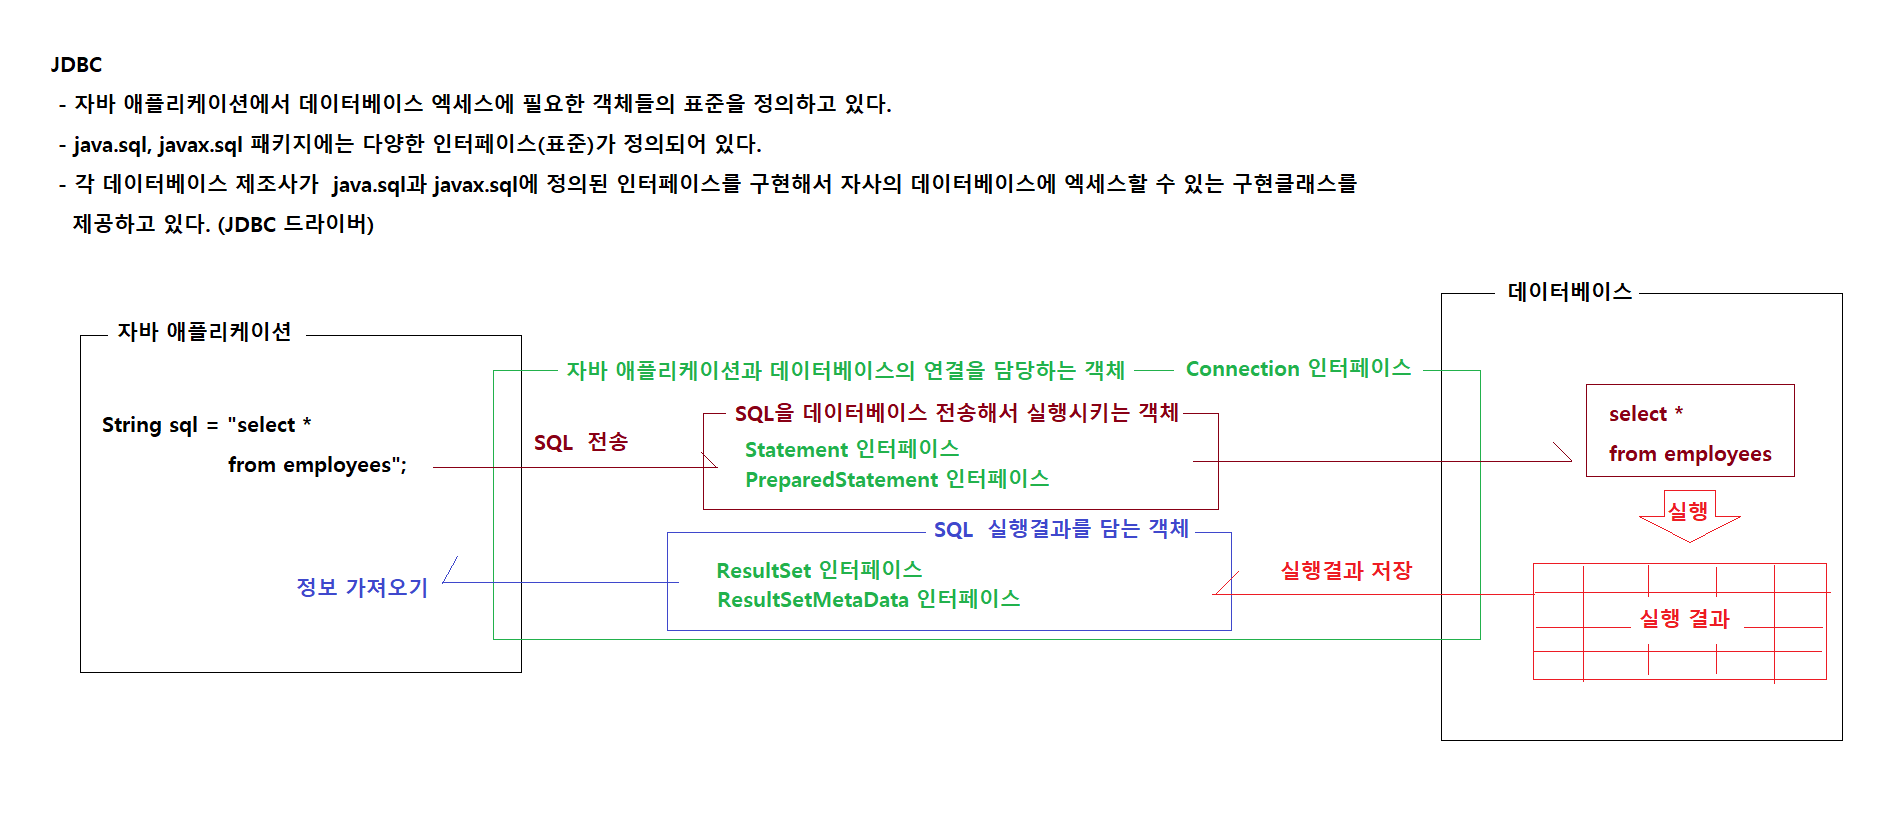 JDBC
- 자바 애플리케이션에서 데이터베이스 엑세스에 필요한 객체들의 표준을 정의하고 있다.
- java.sql, javax.sql 패키지에는 다양한 인터페이스(표준)가 정의되어 있다.
- 각 데이터베이스 제조사가  java.sql과 javax.sql에 정의된 인터페이스를 구현해서 자사의 데이터베이스에 엑세스할 수 있는 구현클래스를
제공하고 있다. (JDBC 드라이버)
데이터베이스
자바 애플리케이션
자바 애플리케이션과 데이터베이스의 연결을 담당하는 객체
Connection 인터페이스
String sql = "select *
from employees";
SQL  전송
SQL을 데이터베이스 전송해서 실행시키는 객체
Statement 인터페이스
PreparedStatement 인터페이스
select *
from employees
실행
SQL  실행결과를 담는 객체
ResultSet 인터페이스
ResultSetMetaData 인터페이스
정보 가져오기
실행결과 저장
실행 결과